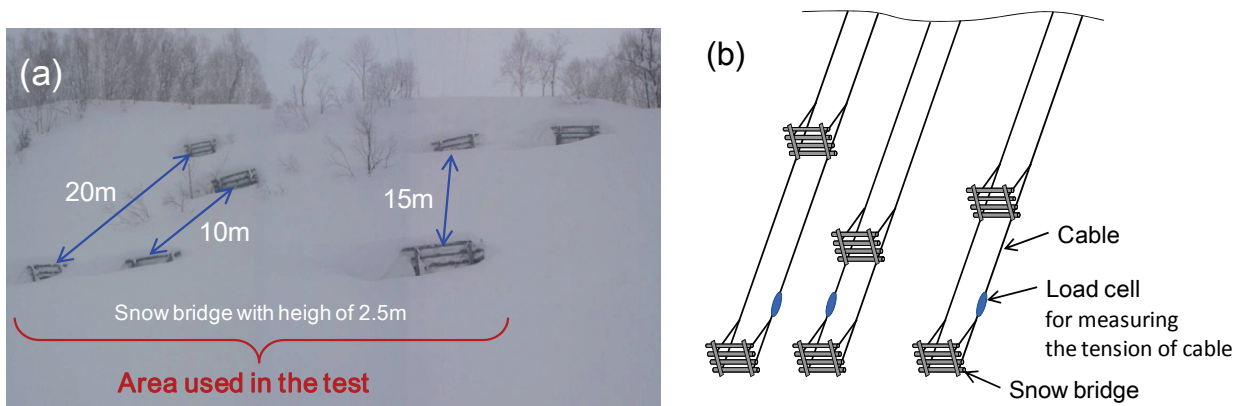 (a)
20m
10m
15m
Snow bridge with heigh of 2.5m
Area used in the test
(b)
Cable
Load cell
for measuring
the tension of cable
Snow bridge